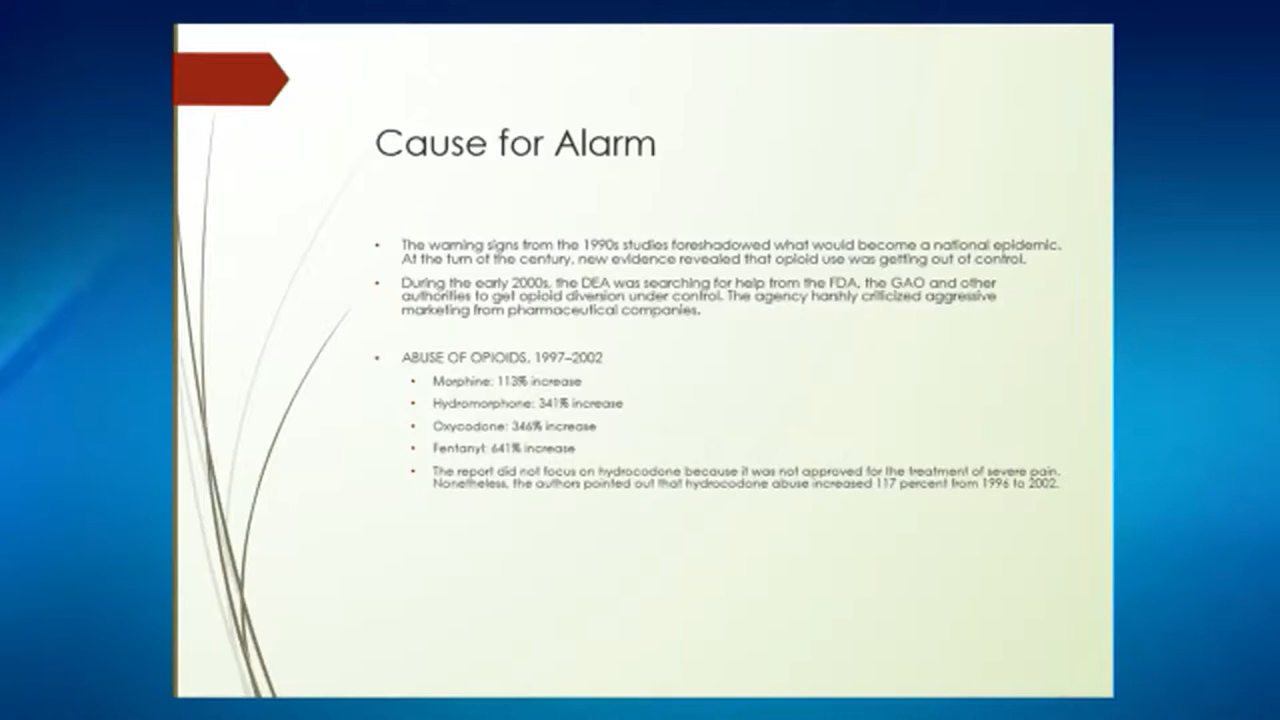 Cause for Alarm
• The warning signs from the 1990s studies foreshadowed what would become a national epidemic.
At the turn of the century, new evidence revealed that opioid use was getting out of control.
• During the early 2000s, the DEA was searching for help from the FDA, the GAO and other
authorities to get opioid diversion under control. The agency harshly criticized aggressive
marketing from pharmaceutical companies.
• ABUSE OF OPIOIDS, 1997–2002
• Morphine: 113% increase
• Hydromorphone: 341% increase
• Oxycodone: 346% increase
• Fentanyl: 641% increase
• The report did not focus on hydrocodone because it was not approved for the treatment of severe pain.
Nonetheless, the authors pointed out that hydrocodone abuse increased 117 percent from 1996 to 2002.